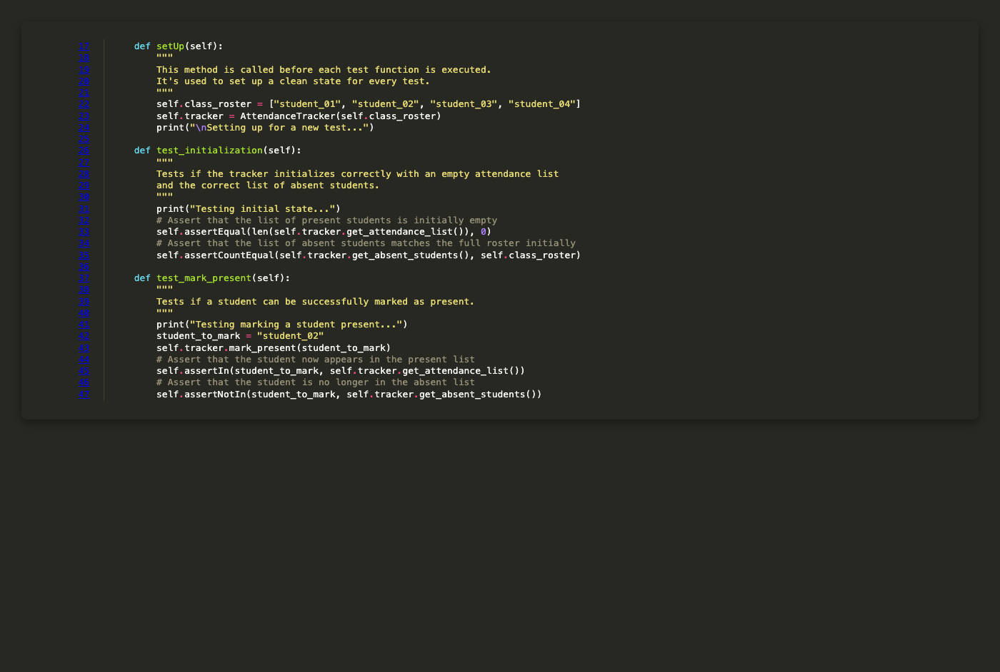 17 def setUp(self):
18 """
19 This method is called before each test function is executed.
20 It's used to set up a clean state for every test.
21 """
22 self.class_roster = ["student_01", "student_02", "student_03", "student_04"]
23 self.tracker = AttendanceTracker(self.class_roster)
24 print("\nSetting up for a new test...")
25
26 def test_initialization(self):
27 """
28 Tests if the tracker initializes correctly with an empty attendance list
29 and the correct list of absent students.
30 """
31 print("Testing initial state...")
32 # Assert that the list of present students is initially empty
33 self.assertEqual(len(self.tracker.get_attendance_list()), 0)
34 # Assert that the list of absent students matches the full roster initially
35 self.assertCountEqual(self.tracker.get_absent_students(), self.class_roster)
36
37 def test_mark_present(self):
38 """
39 Tests if a student can be successfully marked as present.
40 """
41 print("Testing marking a student present...")
42 student_to_mark = "student_02"
43 self.tracker.mark_present(student_to_mark)
44 # Assert that the student now appears in the present list
45 self.assertIn(student_to_mark, self.tracker.get_attendance_list())
46 # Assert that the student is no longer in the absent list
47 self.assertNotIn(student_to_mark, self.tracker.get_absent_students())